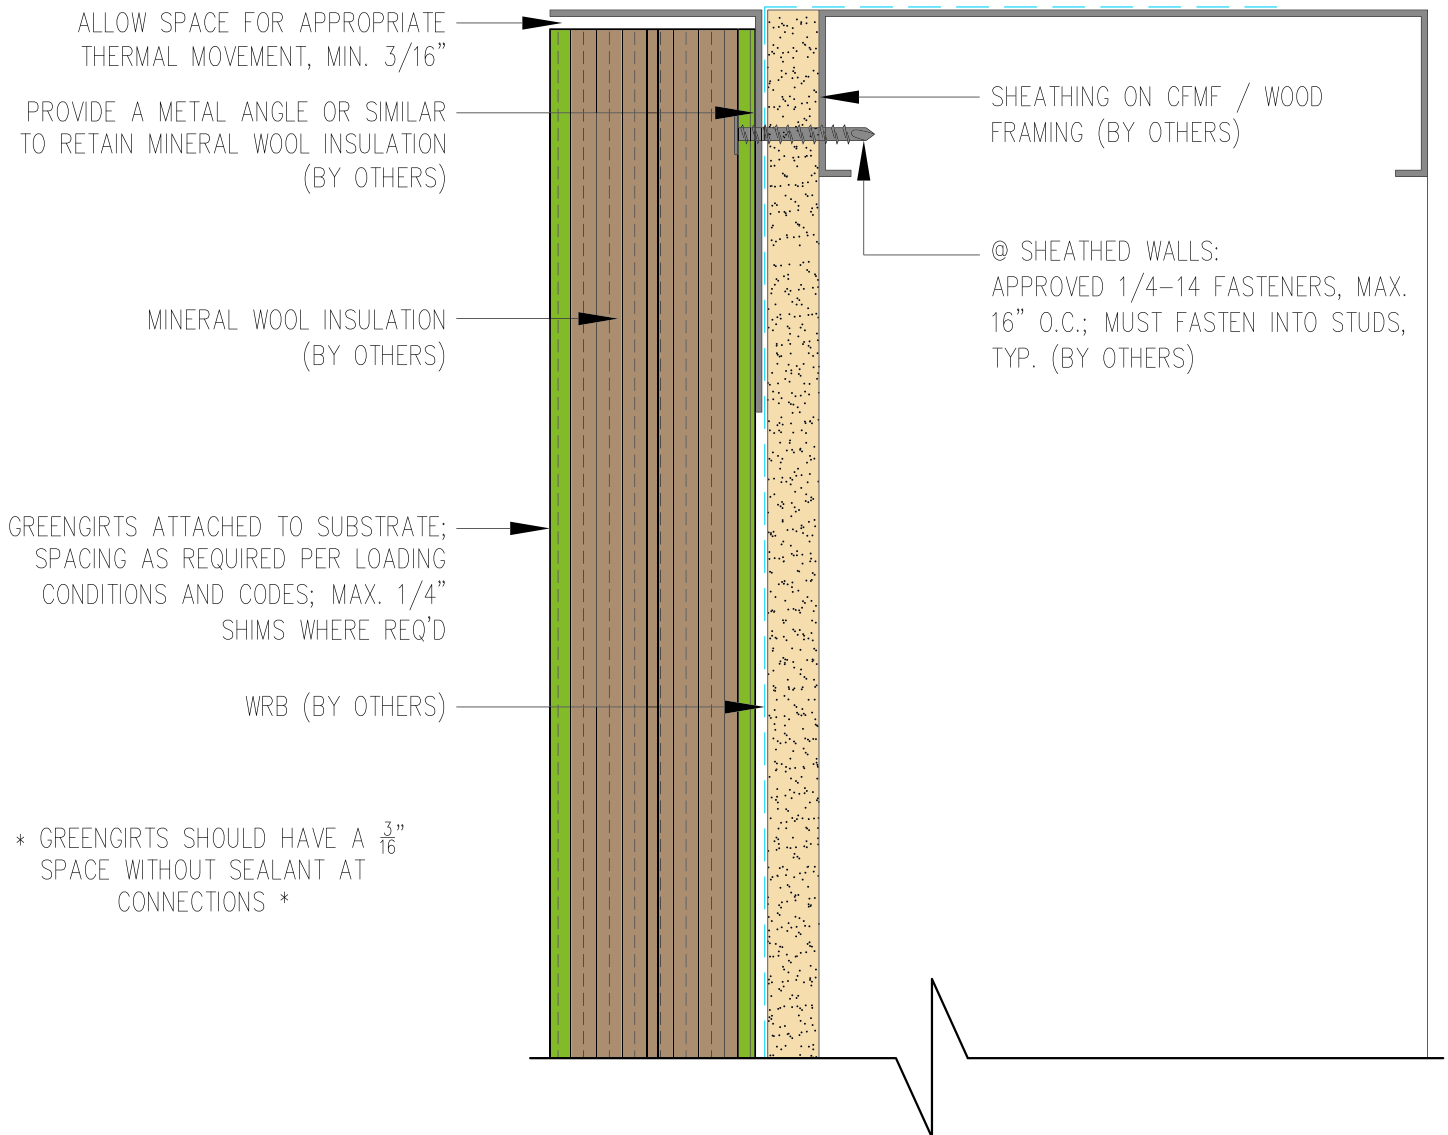 ALLOW SPACE FOR APPROPRIATE
THERMAL MOVEMENT, MIN. 3/16"
PROVIDE A METAL ANGLE OR SIMILAR
TO RETAIN MINERAL WOOL INSULATION
(BY OTHERS)
MINERAL WOOL INSULATION
(BY OTHERS)
GREENGIRTS ATTACHED TO SUBSTRATE;
SPACING AS REQUIRED PER LOADING
CONDITIONS AND CODES; MAX. 1/4"
SHIMS WHERE REQ'D
WRB (BY OTHERS)
* GREENGIRTS SHOULD HAVE A 3/16"
SPACE WITHOUT SEALANT AT
CONNECTIONS *
SHEATHING ON CFMF / WOOD
FRAMING (BY OTHERS)
@ SHEATHED WALLS:
APPROVED 1/4-14 FASTENERS, MAX.
16" O.C.; MUST FASTEN INTO STUDS,
TYP. (BY OTHERS)